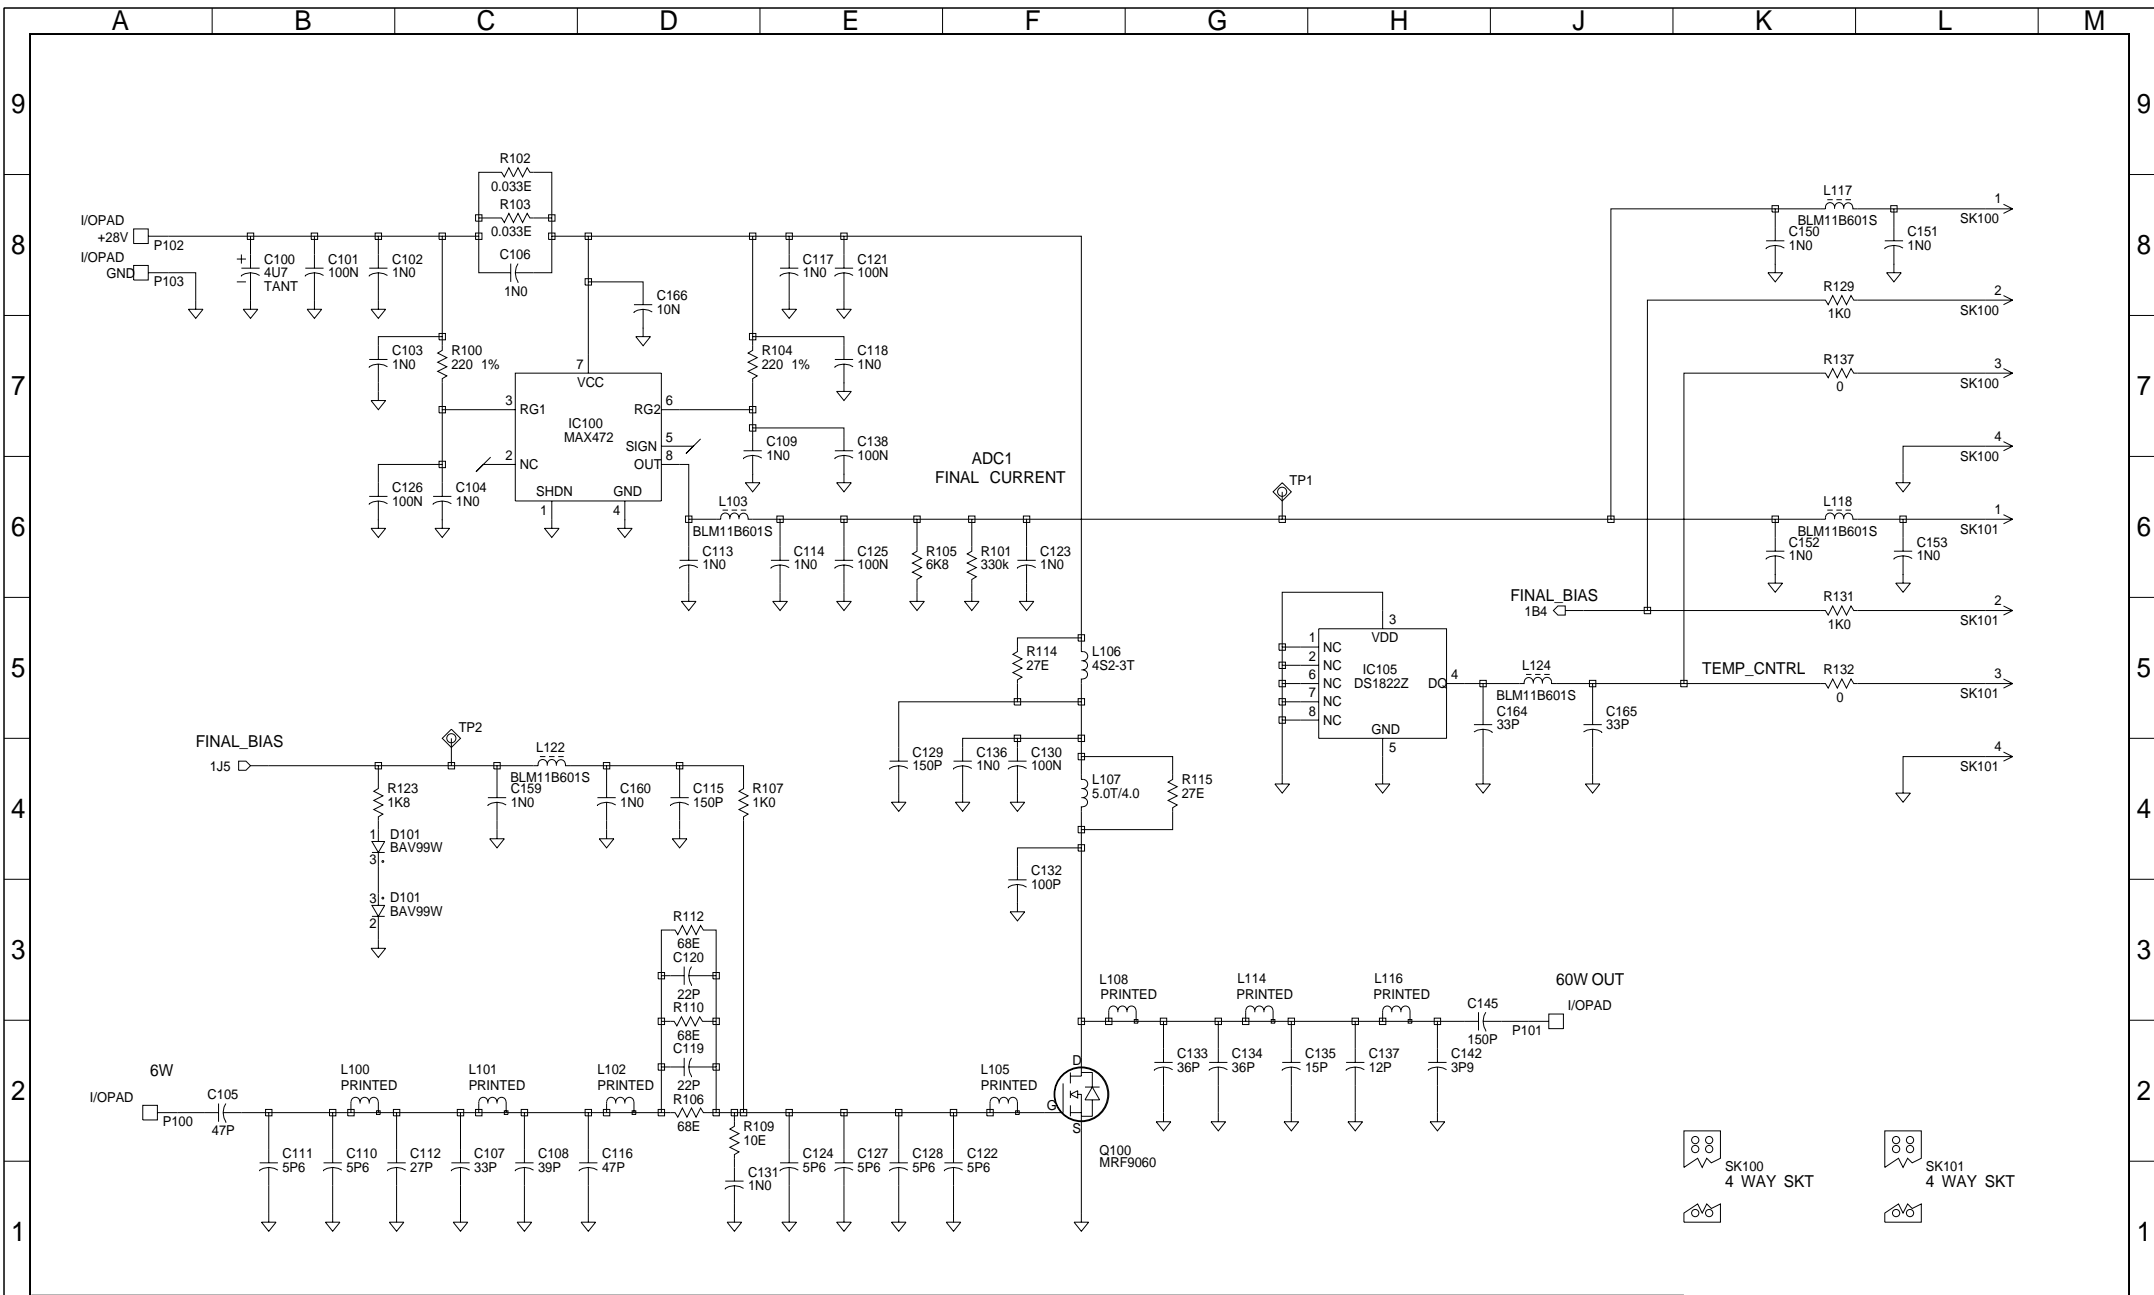 A B C D E F G H J K L M
9 9
8 8
7 7
6 6
5 5
4 4
3 3
2 2
1 1
R102
0.033E
R103
0.033E
C106
1N0
I/OPAD
+28V
P102
I/OPAD
GND
P103
+
−
C100
4U7
TANT
C101
100N
C102
1N0
C166
10N
C117
1N0
C121
100N
C103
1N0
R100
220 1%
R104
220 1%
C118
1N0
7
VCC
3
RG1
IC100
MAX472
RG2
6
SIGN
5
2
NC
OUT
8
SHDN
GND
1
4
C126
100N
C104
1N0
C109
1N0
C138
100N
ADC1
FINAL CURRENT
L103
BLM11B601S
C113
1N0
C114
1N0
C125
100N
R105
6K8
R101
330k
C123
1N0
TP1
L117
BLM11B601S
C150
1N0
C151
1N0
1
SK100
R129
1K0
2
SK100
R137
0
3
SK100
4
SK100
L118
BLM11B601S
C152
1N0
C153
1N0
1
SK101
FINAL_BIAS
1B4
R131
1K0
2
SK101
TEMP_CNTRL
R132
0
3
SK101
4
SK101
3
VDD
1
NC
2
NC
6
NC
7
NC
8
NC
IC105
DS1822Z
DQ
4
GND
5
L124
BLM11B601S
C164
33P
C165
33P
R114
27E
L106
4S2-3T
C129
150P
C136
1N0
C130
100N
L107
5.0T/4.0
R115
27E
C132
100P
FINAL_BIAS
1J5
TP2
L122
BLM11B601S
R123
1K8
C159
1N0
C160
1N0
C115
150P
R107
1K0
1
D101
BAV99W
3
3
D101
BAV99W
2
R112
68E
C120
22P
R110
68E
C119
22P
R106
68E
6W
I/OPAD
P100
C105
47P
L100
PRINTED
L101
PRINTED
L102
PRINTED
L105
PRINTED
C111
5P6
C110
5P6
C112
27P
C107
33P
C108
39P
C116
47P
R109
10E
C131
1N0
C124
5P6
C127
5P6
C128
5P6
C122
5P6
D
G
S
Q100
MRF9060
L108
PRINTED
L114
PRINTED
L116
PRINTED
C133
36P
C134
36P
C135
15P
C137
12P
C142
3P9
C145
150P
60W OUT
I/OPAD
P101
SK100
4 WAY SKT
SK101
4 WAY SKT